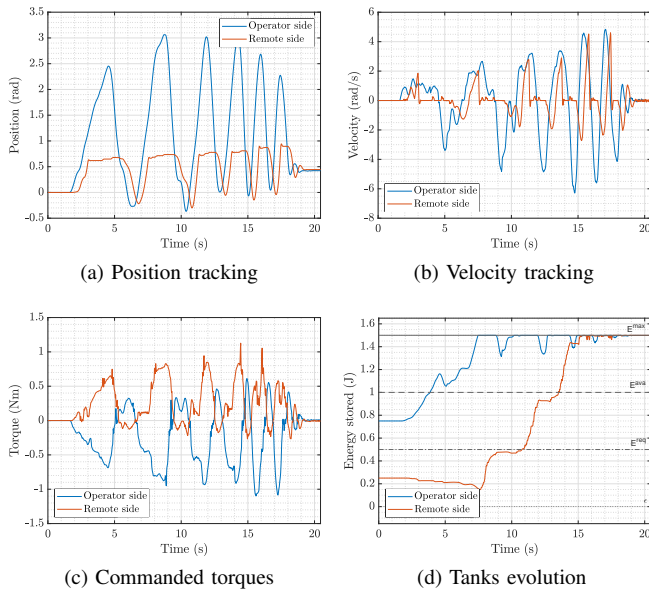 3.5
3
2.5
2
1.5
1
0.5
0
-0.5
Position (rad)
0 5 10 15 20
Time (s)
Operator side
Remote side
(a) Position tracking
6
4
2
0
-2
-4
-6
-8
Velocity (rad/s)
0 5 10 15 20
Time (s)
Operator side
Remote side
(b) Velocity tracking
1.5
1
0.5
0
-0.5
-1
-1.5
Torque (Nm)
0 5 10 15 20
Time (s)
Operator side
Remote side
(c) Commanded torques
1.6
1.4
1.2
1
0.8
0.6
0.4
0.2
0
Energy stored (J)
0 5 10 15 20
Time (s)
E^max
E^ava
E^req
ε
Operator side
Remote side
(d) Tanks evolution